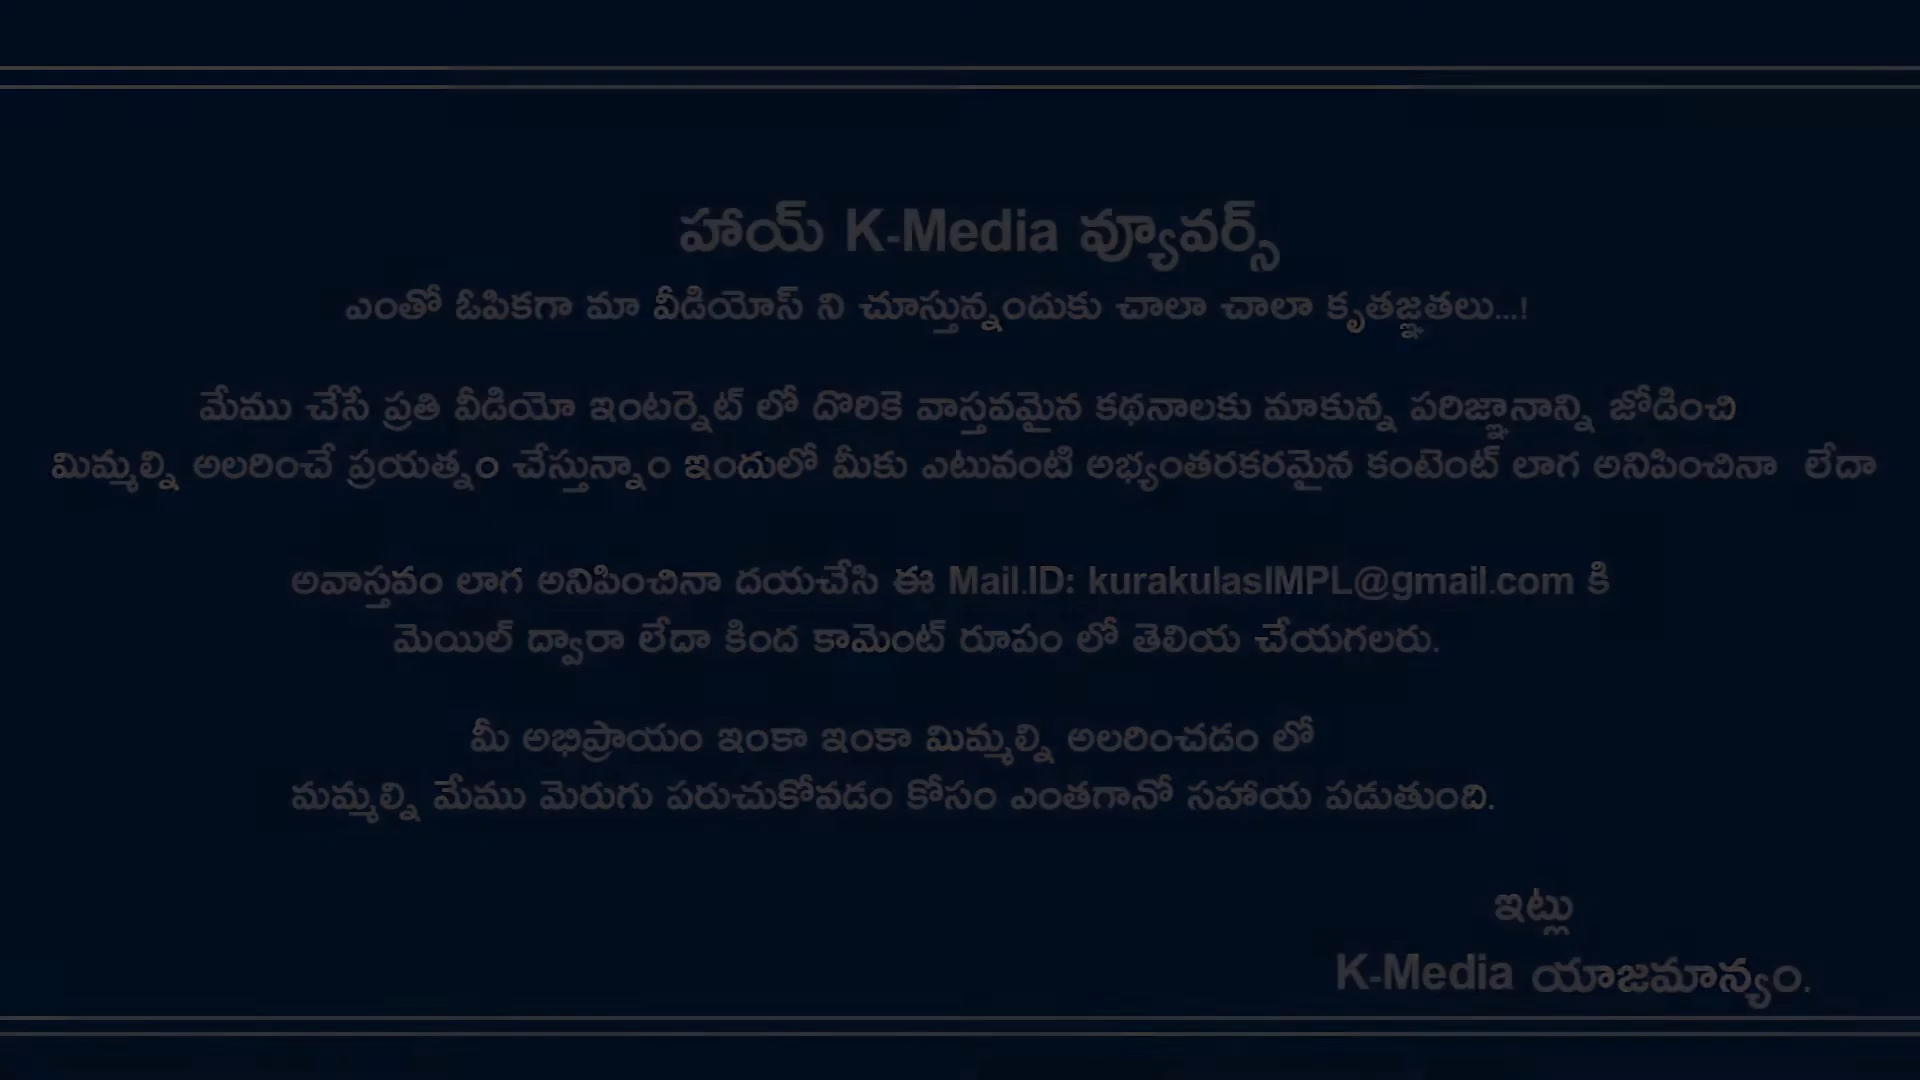 హాయ్ K-Media వ్యూవర్స్
ఎంతో ఓపికగా మా వీడియోస్ ని చూస్తున్నందుకు చాలా చాలా కృతజ్ఞతలు...!
మేము చేసే ప్రతి వీడియో ఇంటర్నెట్ లో దొరికె వాస్తవమైన కథనాలకు మాకున్న పరిజ్ఞానాన్ని జోడించి
మిమ్మల్ని అలరించే ప్రయత్నం చేస్తున్నాం ఇందులో మీకు ఎటువంటి అభ్యంతరకరమైన కంటెంట్ లాగ అనిపించినా లేదా
అవాస్తవం లాగ అనిపించినా దయచేసి ఈ Mail.ID: kurakulasIMPL@gmail.com కి
మెయిల్ ద్వారా లేదా కింద కామెంట్ రూపం లో తెలియ చేయగలరు.
మీ అభిప్రాయం ఇంకా ఇంకా మిమ్మల్ని అలరించడం లో
మమ్మల్ని మేము మెరుగు పరుచుకోవడం కోసం ఎంతగానో సహాయ పడుతుంది.
ఇట్లు
K-Media యాజమాన్యం.